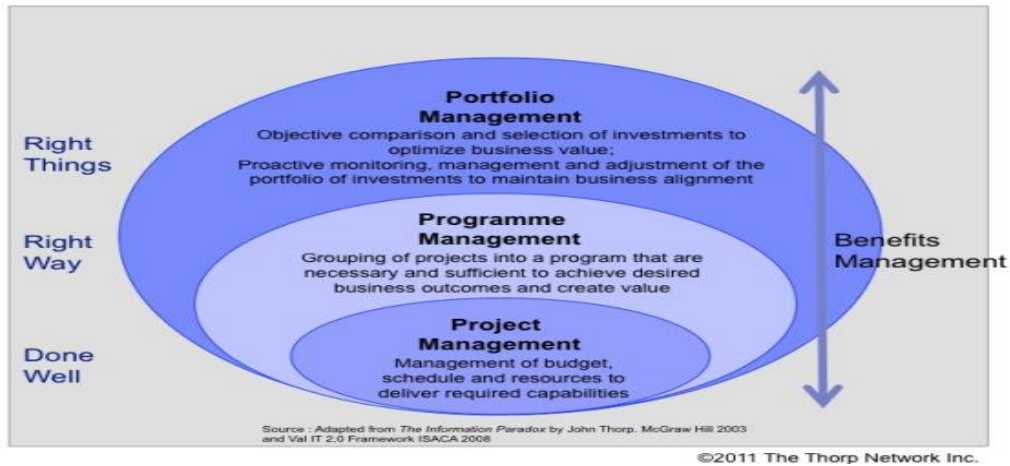 Portfolio
Management
Objective comparison and selection of investments to
optimize business value;
Proactive monitoring, management and adjustment of the
portfolio of investments to maintain business alignment
Right
Things
Programme
Management
Grouping of projects into a program that are
necessary and sufficient to achieve desired
business outcomes and create value
Right
Way
Benefits
Management
Project
Management
Management of budget,
schedule and resources to
deliver required capabilities
Done
Well
Source : Adapted from The Information Paradox by John Thorp. McGraw Hill 2003
and Val IT 2.0 Framework ISACA 2008
©2011 The Thorp Network Inc.